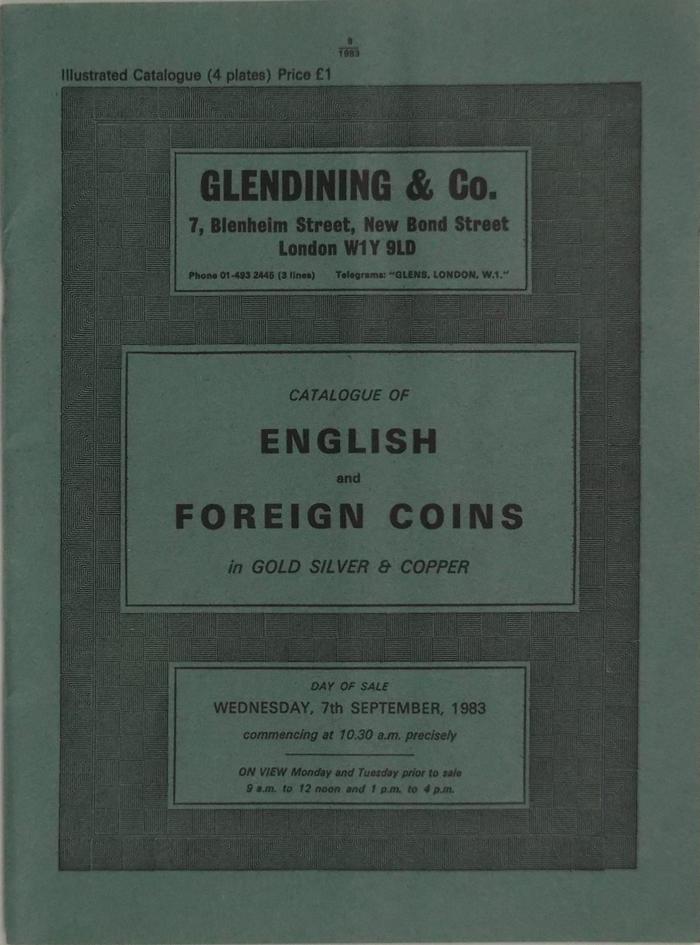 9
1983
Illustrated Catalogue (4 plates) Price £1
GLENDINING & Co.
7, Blenheim Street, New Bond Street
London W1Y 9LD
Phone 01-493 2445 (3 lines) Telegrams: "GLENS, LONDON, W.1."
CATALOGUE OF
ENGLISH
and
FOREIGN COINS
in GOLD SILVER & COPPER
DAY OF SALE
WEDNESDAY, 7th SEPTEMBER, 1983
commencing at 10.30 a.m. precisely
ON VIEW Monday and Tuesday prior to sale
9 a.m. to 12 noon and 1 p.m. to 4 p.m.